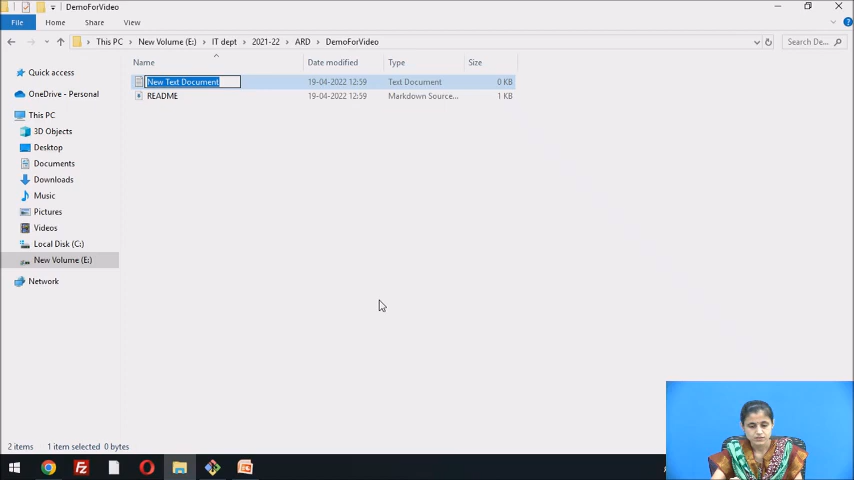 DemoForVideo
File Home Share View
This PC New Volume (E:) IT dept 2021-22 ARD DemoForVideo Search De...
Name Date modified Type Size
Quick access
OneDrive - Personal
This PC
3D Objects
Desktop
Documents
Downloads
Music
Pictures
Videos
Local Disk (C:)
New Volume (E:)
Network
New Text Document 19-04-2022 12:59 Text Document 0 KB
README 19-04-2022 12:59 Markdown Source... 1 KB
2 items 1 item selected 0 bytes